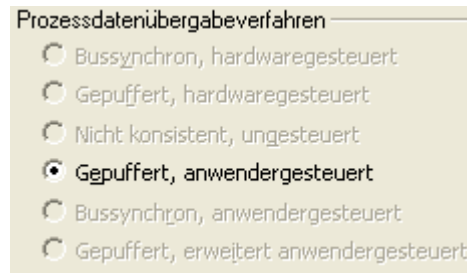 Prozessdatenübergabeverfahren
Bussynchron, hardwaregesteuert
Gepuffert, hardwaregesteuert
Nicht konsistent, ungesteuert
Gepuffert, anwendergesteuert
Bussynchron, anwendergesteuert
Gepuffert, erweitert anwendergesteuert